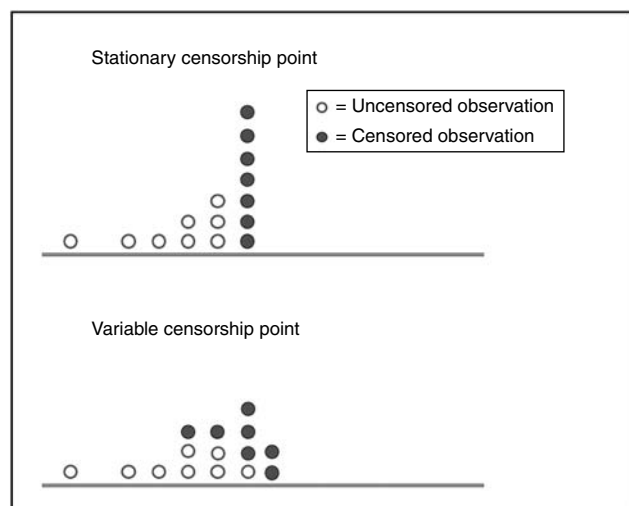 Stationary censorship point
= Uncensored observation
= Censored observation
Variable censorship point